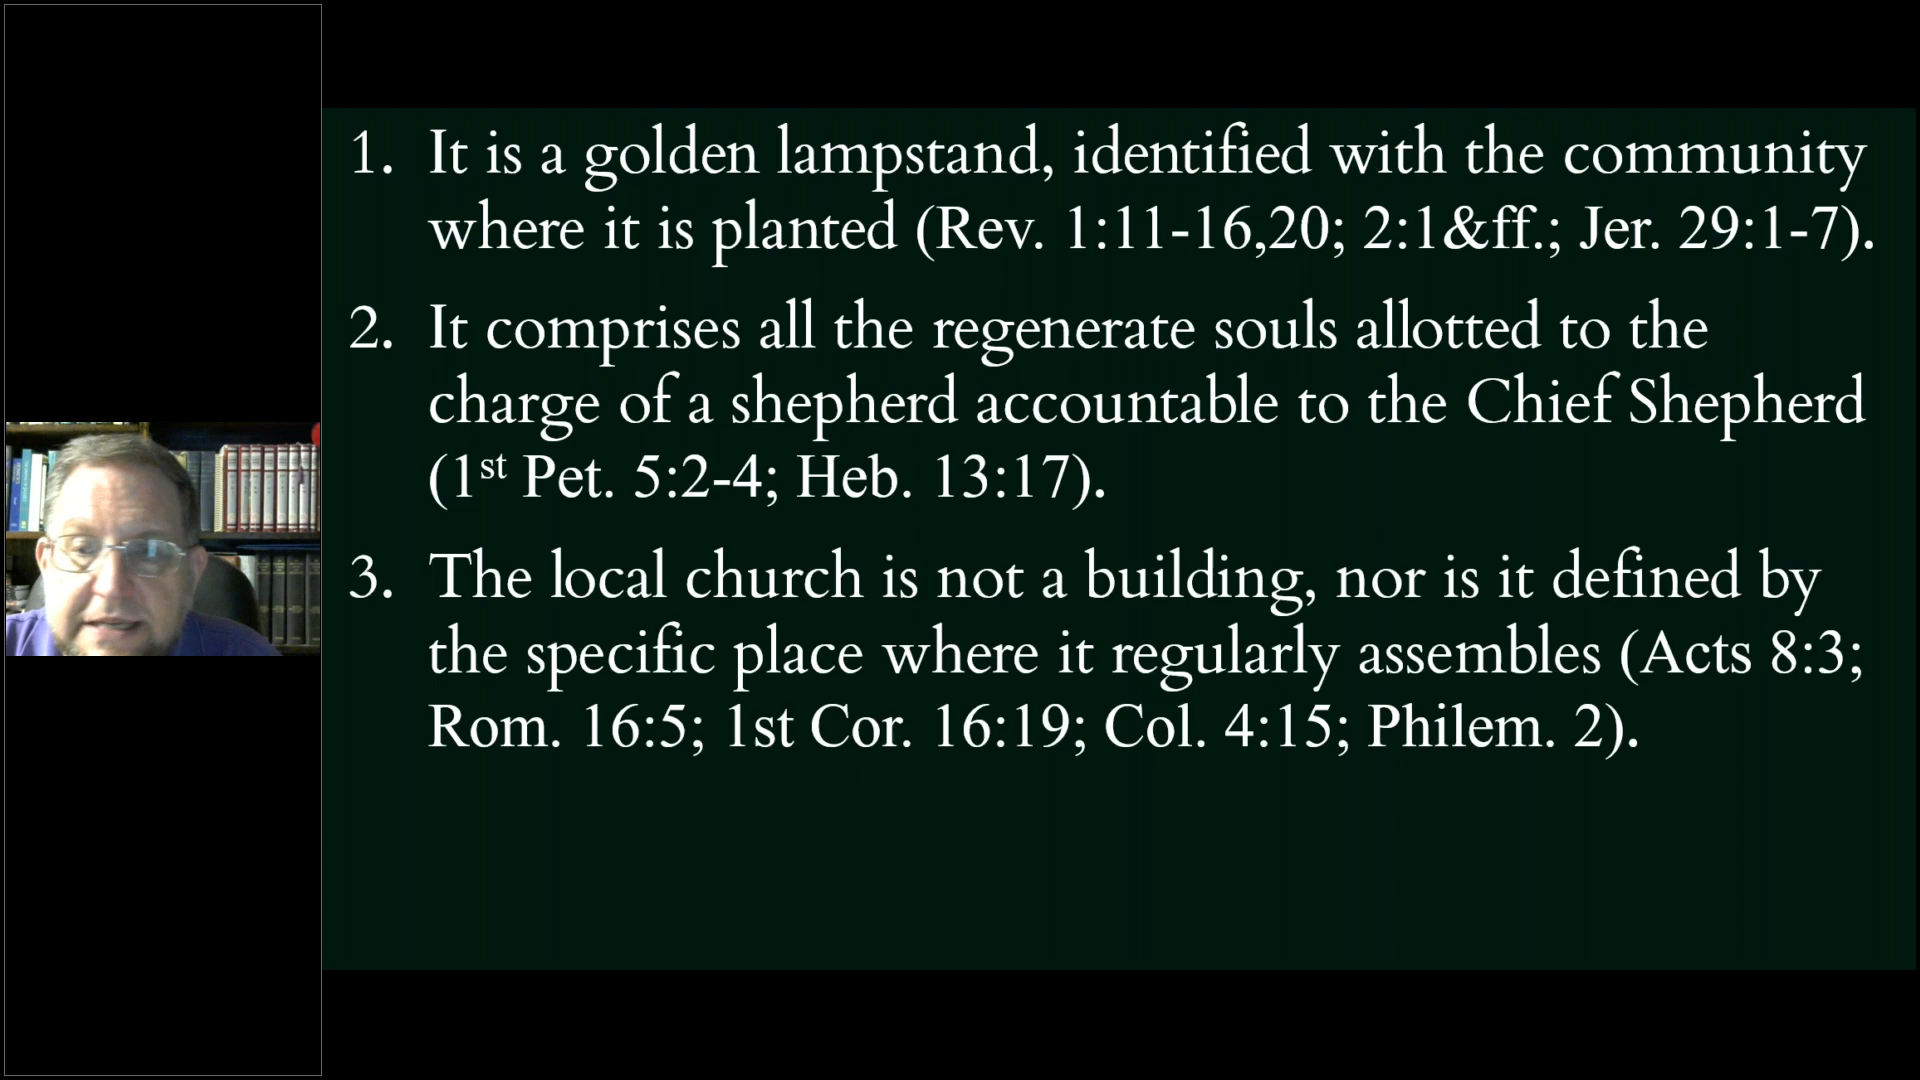 1. It is a golden lampstand, identified with the community
where it is planted (Rev. 1:11-16,20; 2:1&ff.; Jer. 29:1-7).
2. It comprises all the regenerate souls allotted to the
charge of a shepherd accountable to the Chief Shepherd
(1st Pet. 5:2-4; Heb. 13:17).
3. The local church is not a building, nor is it defined by
the specific place where it regularly assembles (Acts 8:3;
Rom. 16:5; 1st Cor. 16:19; Col. 4:15; Philem. 2).